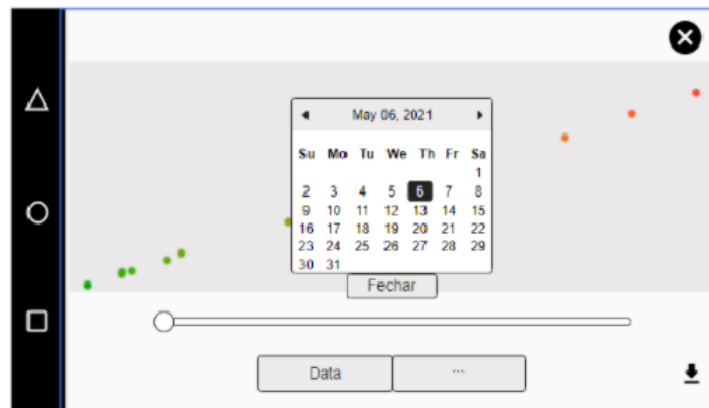 May 06, 2021
Su Mo Tu We Th Fr Sa
1
2 3 4 5 6 7 8
9 10 11 12 13 14 15
16 17 18 19 20 21 22
23 24 25 26 27 28 29
30 31
Fechar
Data ...